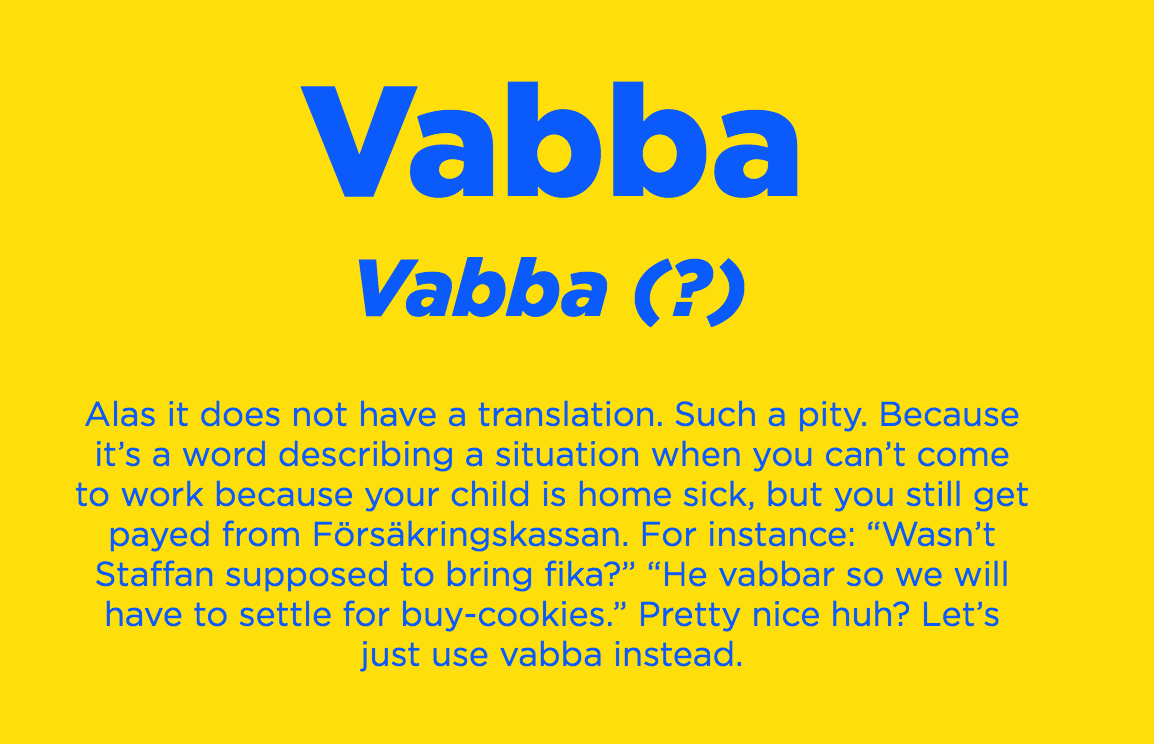 Vabba
Vabba (?)
Alas it does not have a translation. Such a pity. Because
it’s a word describing a situation when you can’t come
to work because your child is home sick, but you still get
payed from Försäkringskassan. For instance: “Wasn’t
Staffan supposed to bring fika?” “He vabbar so we will
have to settle for buy-cookies.” Pretty nice huh? Let’s
just use vabba instead.